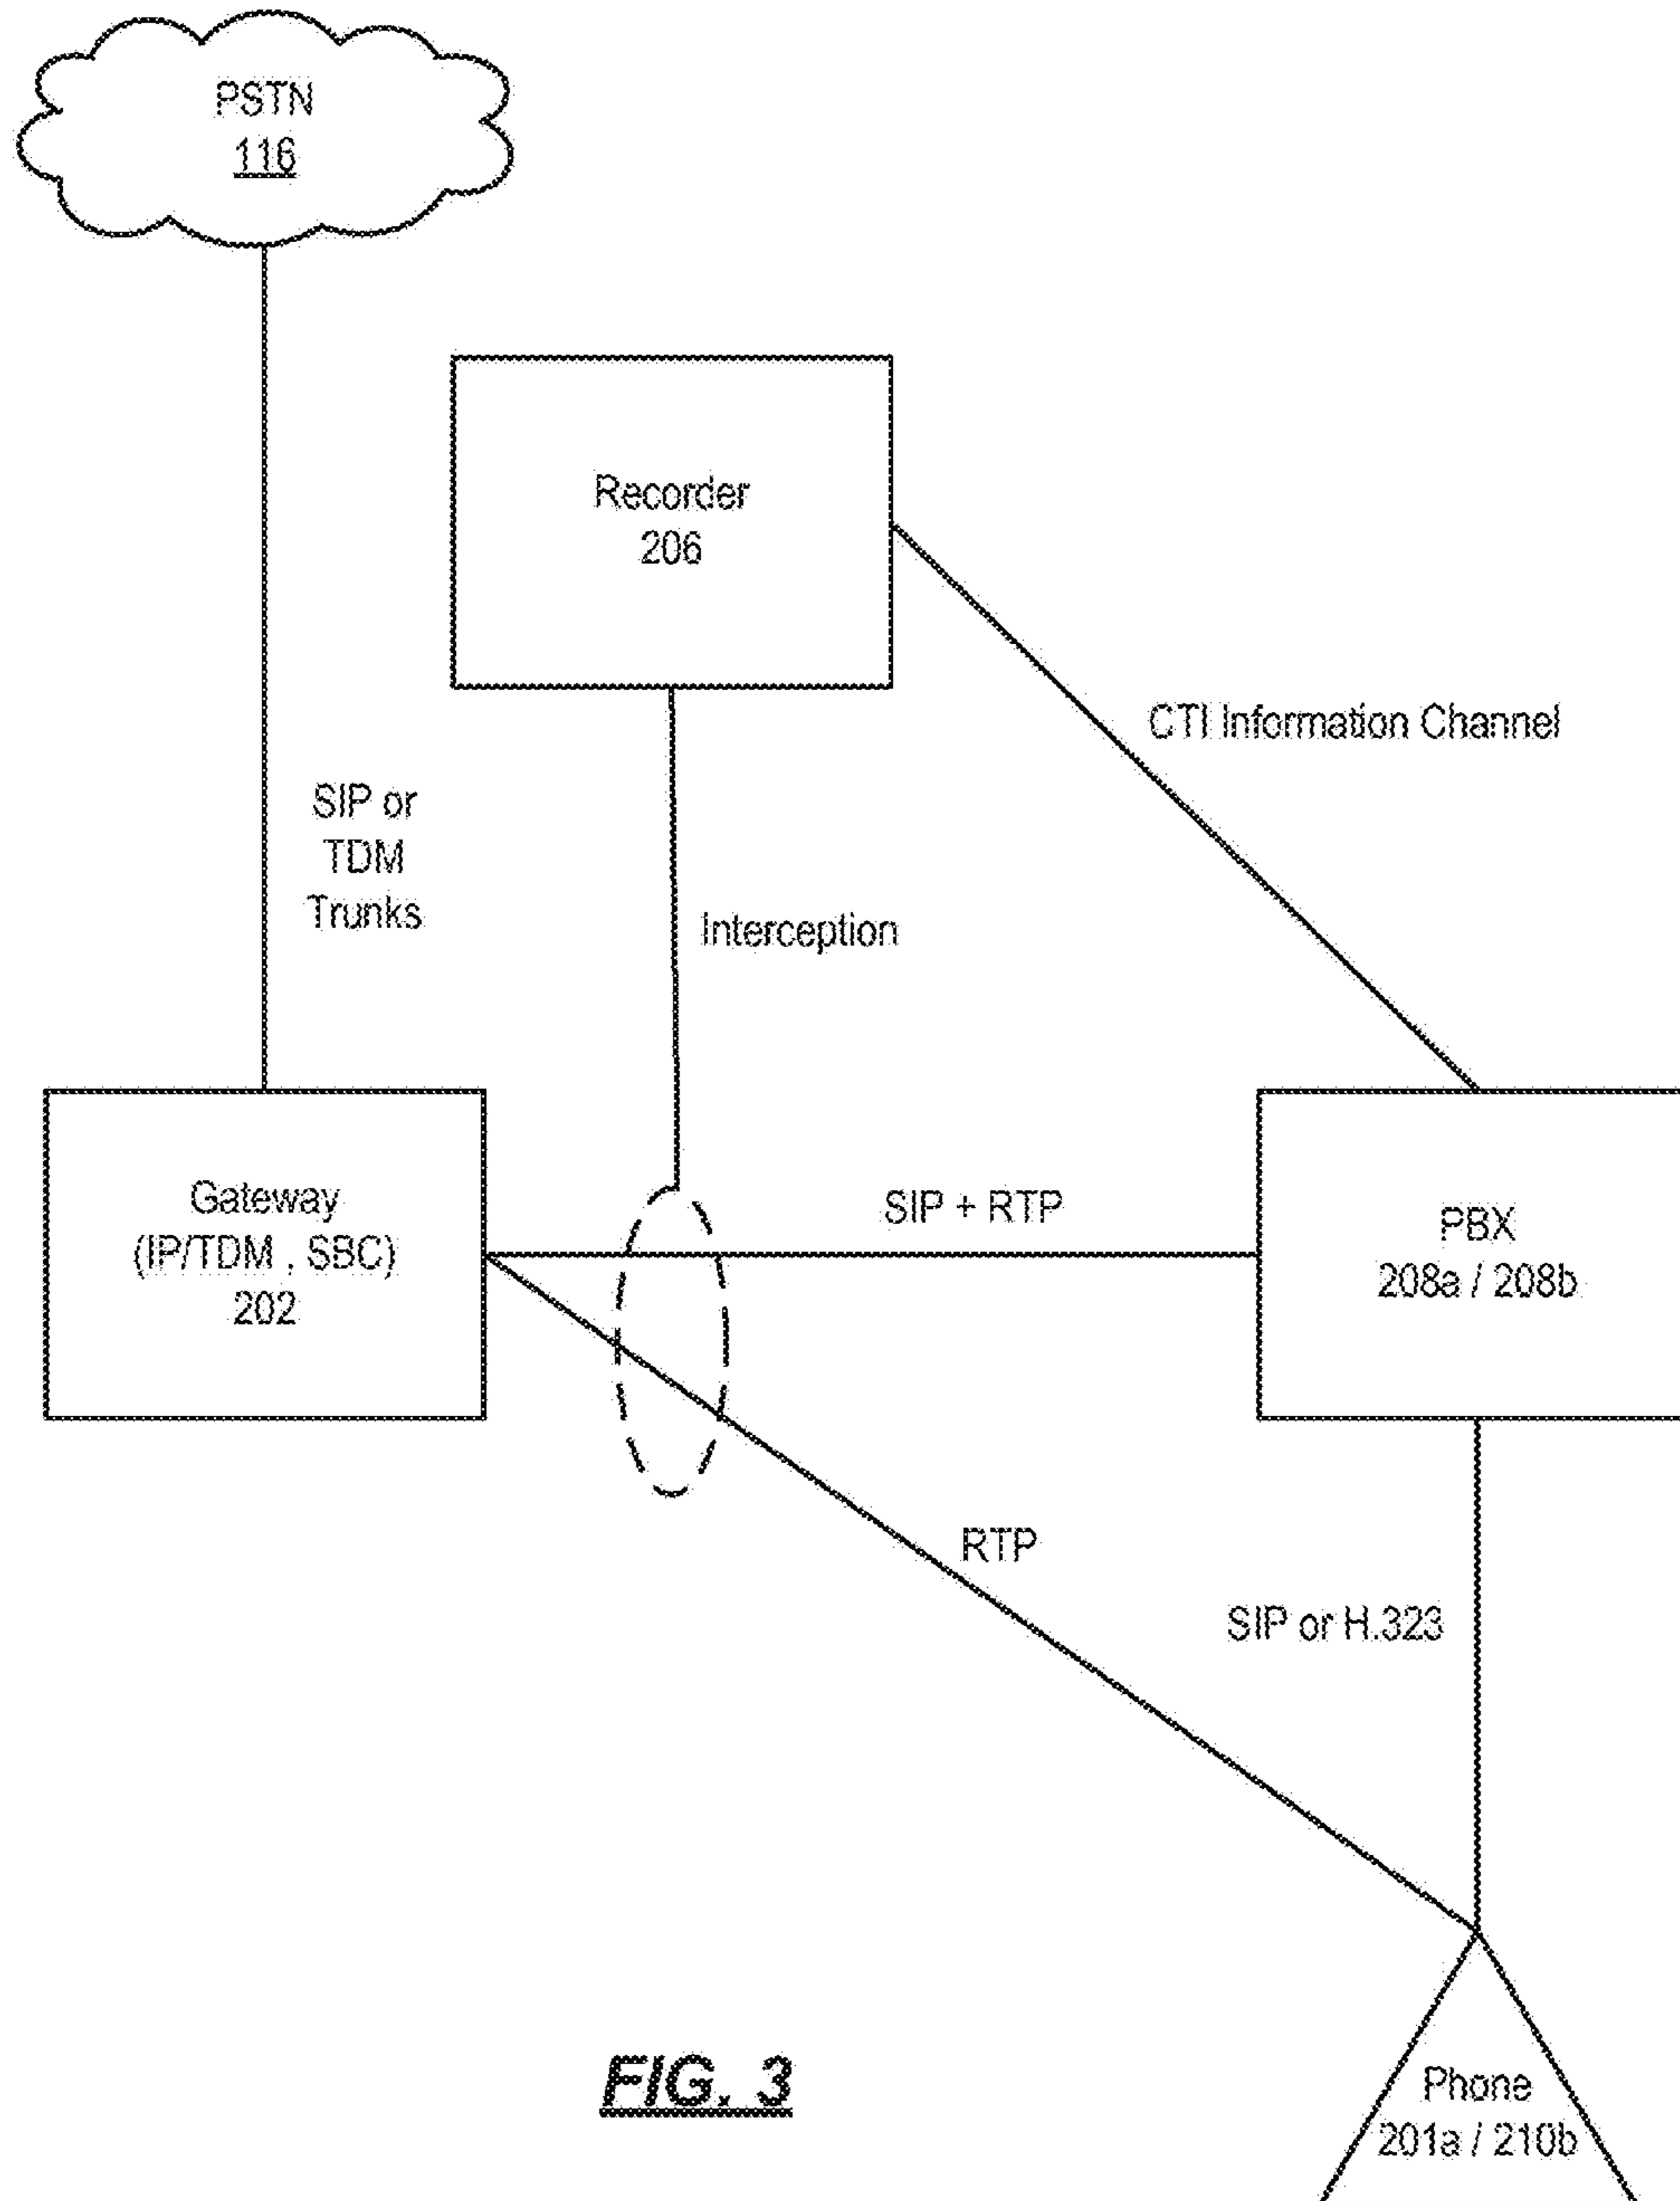 PSTN
116
Recorder
206
CTI Information Channel
SIP or
TDM
Trunks
Interception
Gateway
(IP/TDM , SBC)
202
SIP + RTP
PBX
208a / 208b
RTP
SIP or H.323
FIG. 3
Phone
201a / 210b